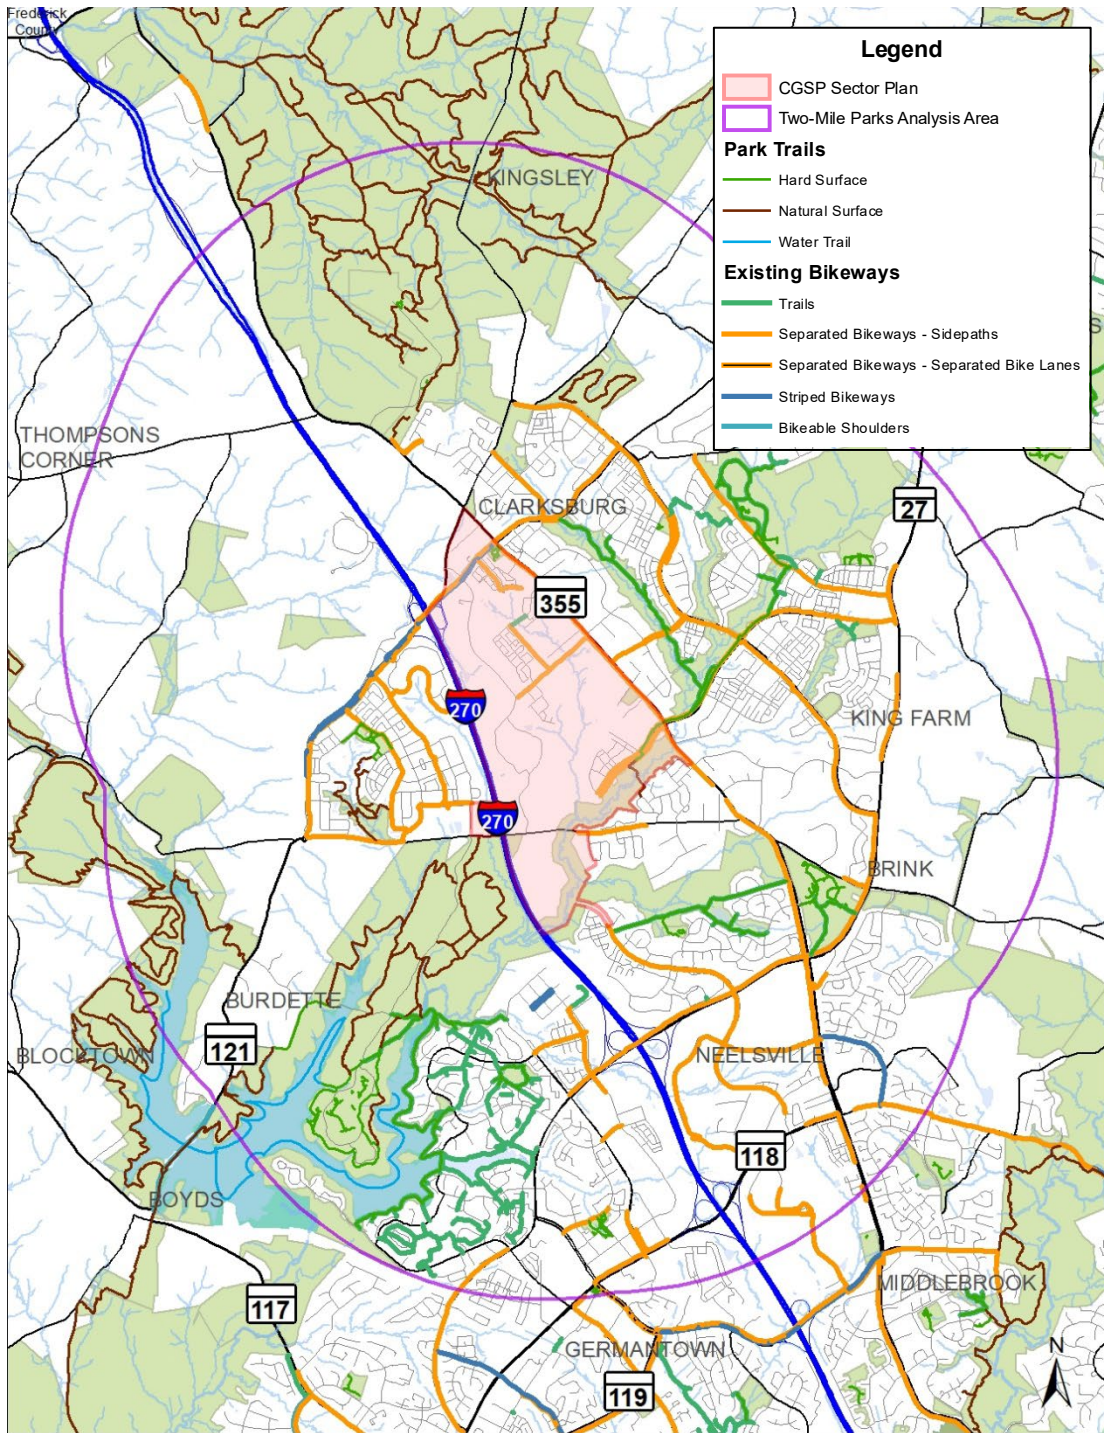 Frederick
County
Legend
CGSP Sector Plan
Two-Mile Parks Analysis Area
Park Trails
Hard Surface
Natural Surface
Water Trail
Existing Bikeways
Trails
Separated Bikeways - Sidepaths
Separated Bikeways - Separated Bike Lanes
Striped Bikeways
Bikeable Shoulders
KINGSLEY
S
THOMPSONS
CORNER
CLARKSBURG
27
355
270
KING FARM
270
BRINK
BURDETTE
121
BLOCKTOWN
NEELSVILLE
118
BOYDS
117
MIDDLEBROOK
GERMANTOWN
119
N